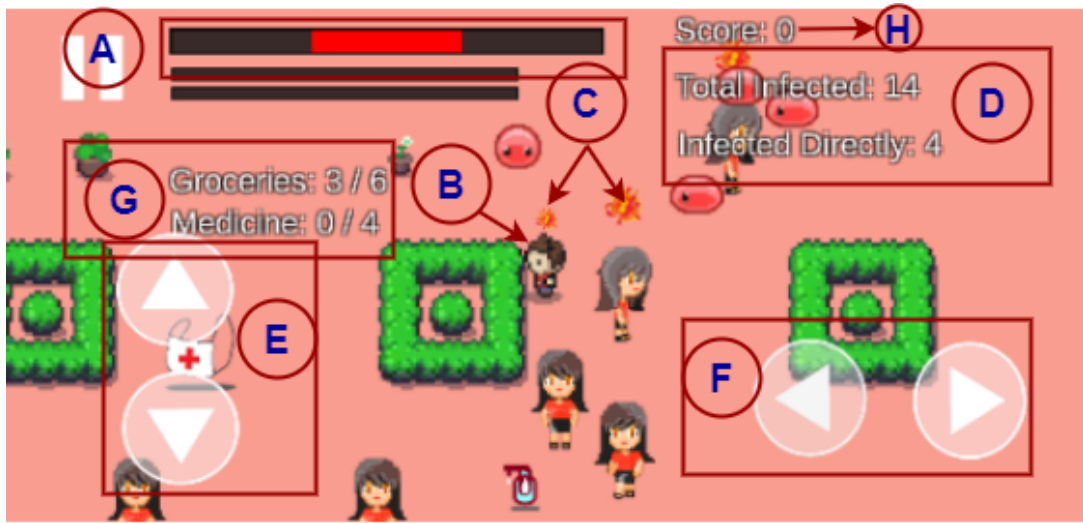 A
Score: 0
H
C
Total Infected: 14
D
Infected Directly: 4
B
G
Groceries: 3 / 6
Medicine: 0 / 4
E
F